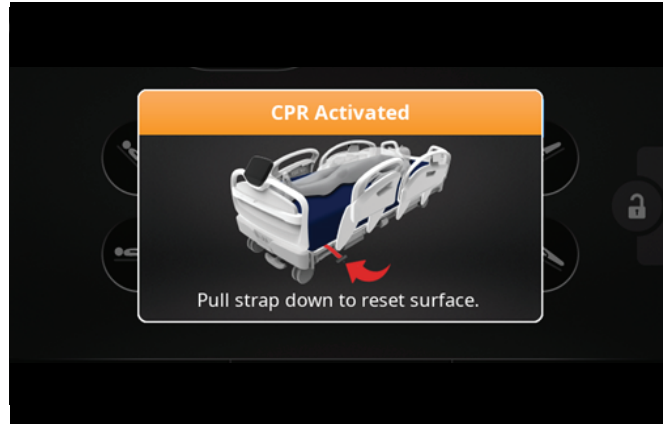 CPR Activated
Pull strap down to reset surface.